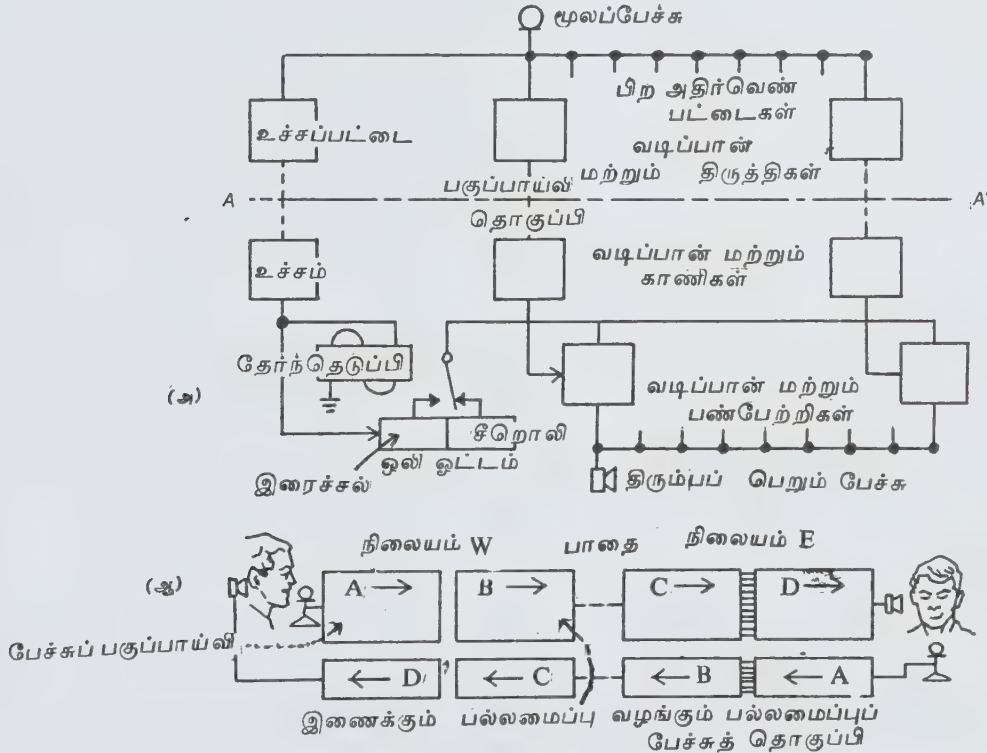 மூலப்பேச்சு
பிற அதிர்வெண்
பட்டைகள்
உச்சப்பட்டை
வடிப்பான்
மற்றும் திருத்திகள்
பகுப்பாய்வி
A
A'
தொகுப்பி
உச்சம்
வடிப்பான் மற்றும்
காணிகள்
தேர்ந்தெடுப்பி
(அ)
வடிப்பான் மற்றும்
பண்பேற்றிகள்
சீறொலி
ஒலி ஓட்டம்
இரைச்சல்
திரும்பப் பெறும் பேச்சு
நிலையம் W
பாதை
நிலையம் E
(ஆ)
A
B
C
D
பேச்சுப் பகுப்பாய்வி
D
C
B
A
இணைக்கும் பல்லமைப்பு வழங்கும் பல்லமைப்புப்
பேச்சுத் தொகுப்பி